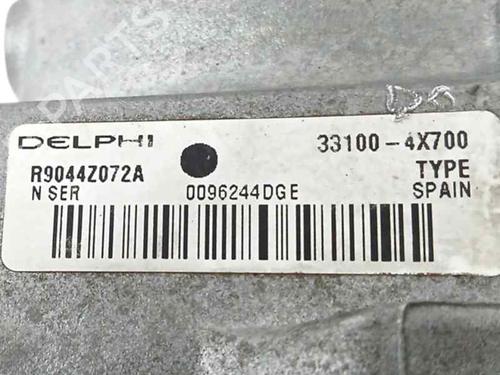 DELPHI 33100-4X700
R9044Z072A TYPE
N SER 0096244DGE SPAIN